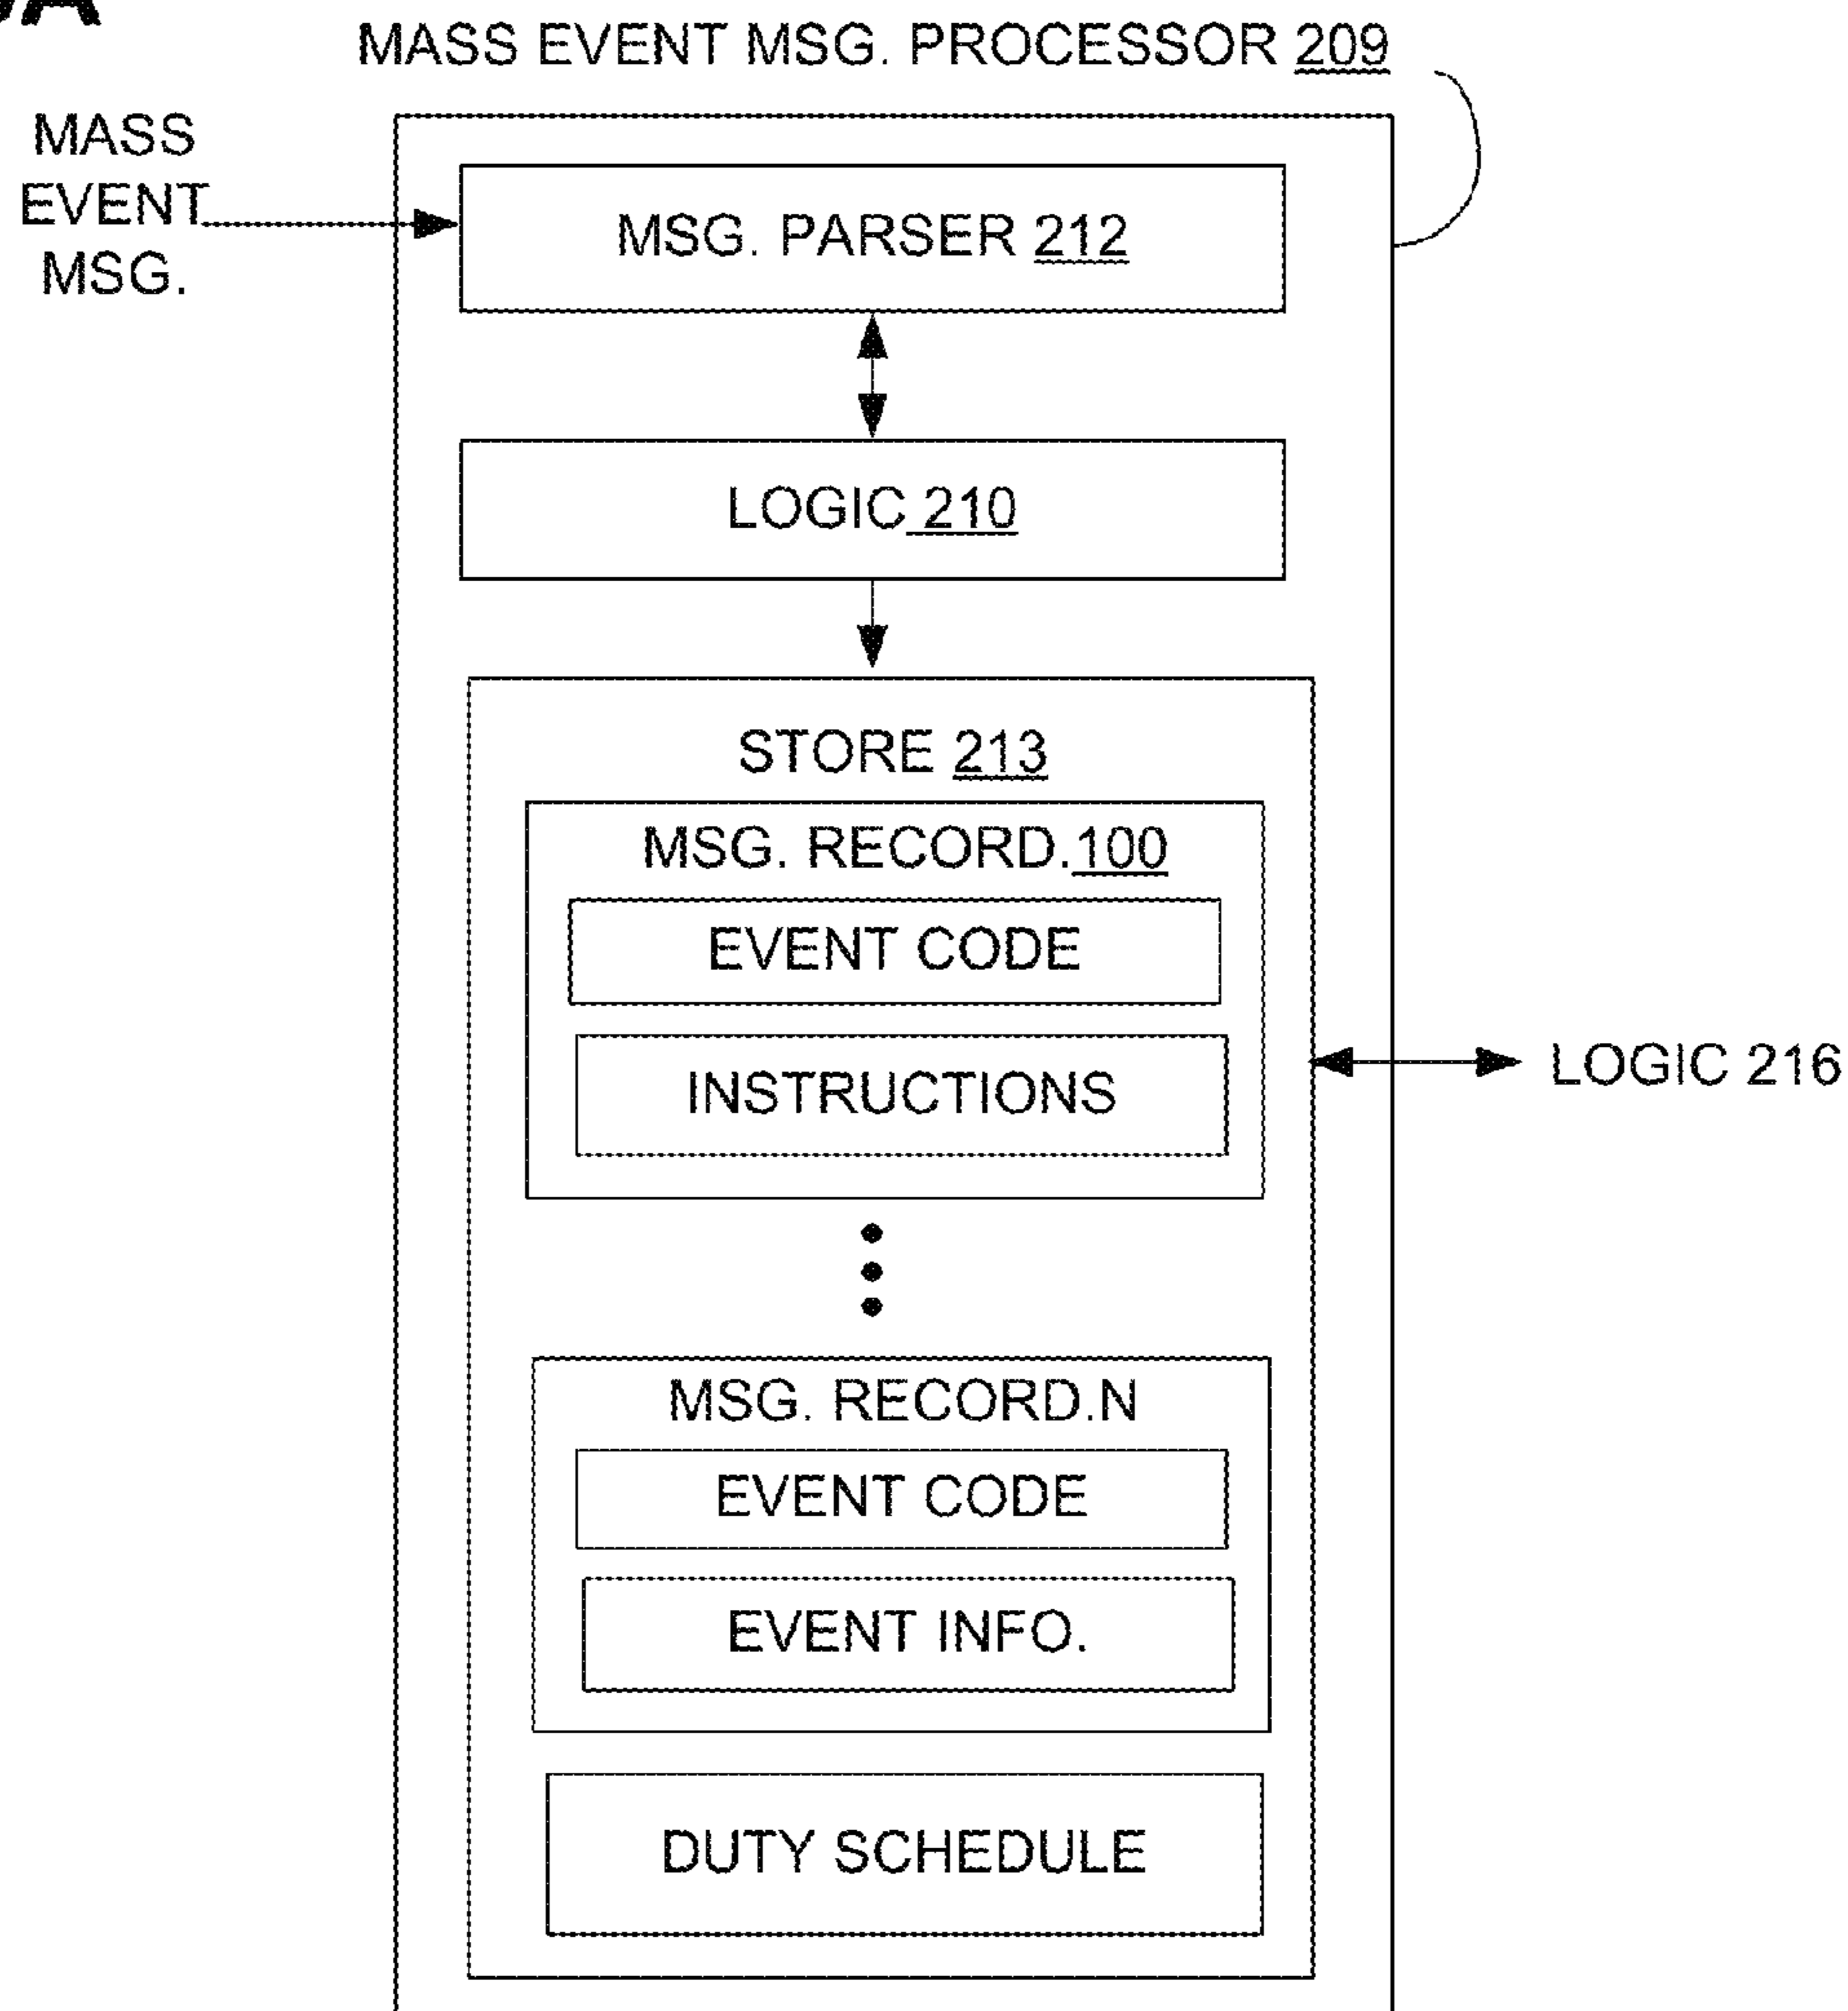 MASS EVENT MSG. PROCESSOR 209
MASS
EVENT
MSG.
MSG. PARSER 212
LOGIC 210
STORE 213
MSG. RECORD.100
EVENT CODE
INSTRUCTIONS
LOGIC 216
MSG. RECORD.N
EVENT CODE
EVENT INFO.
DUTY SCHEDULE